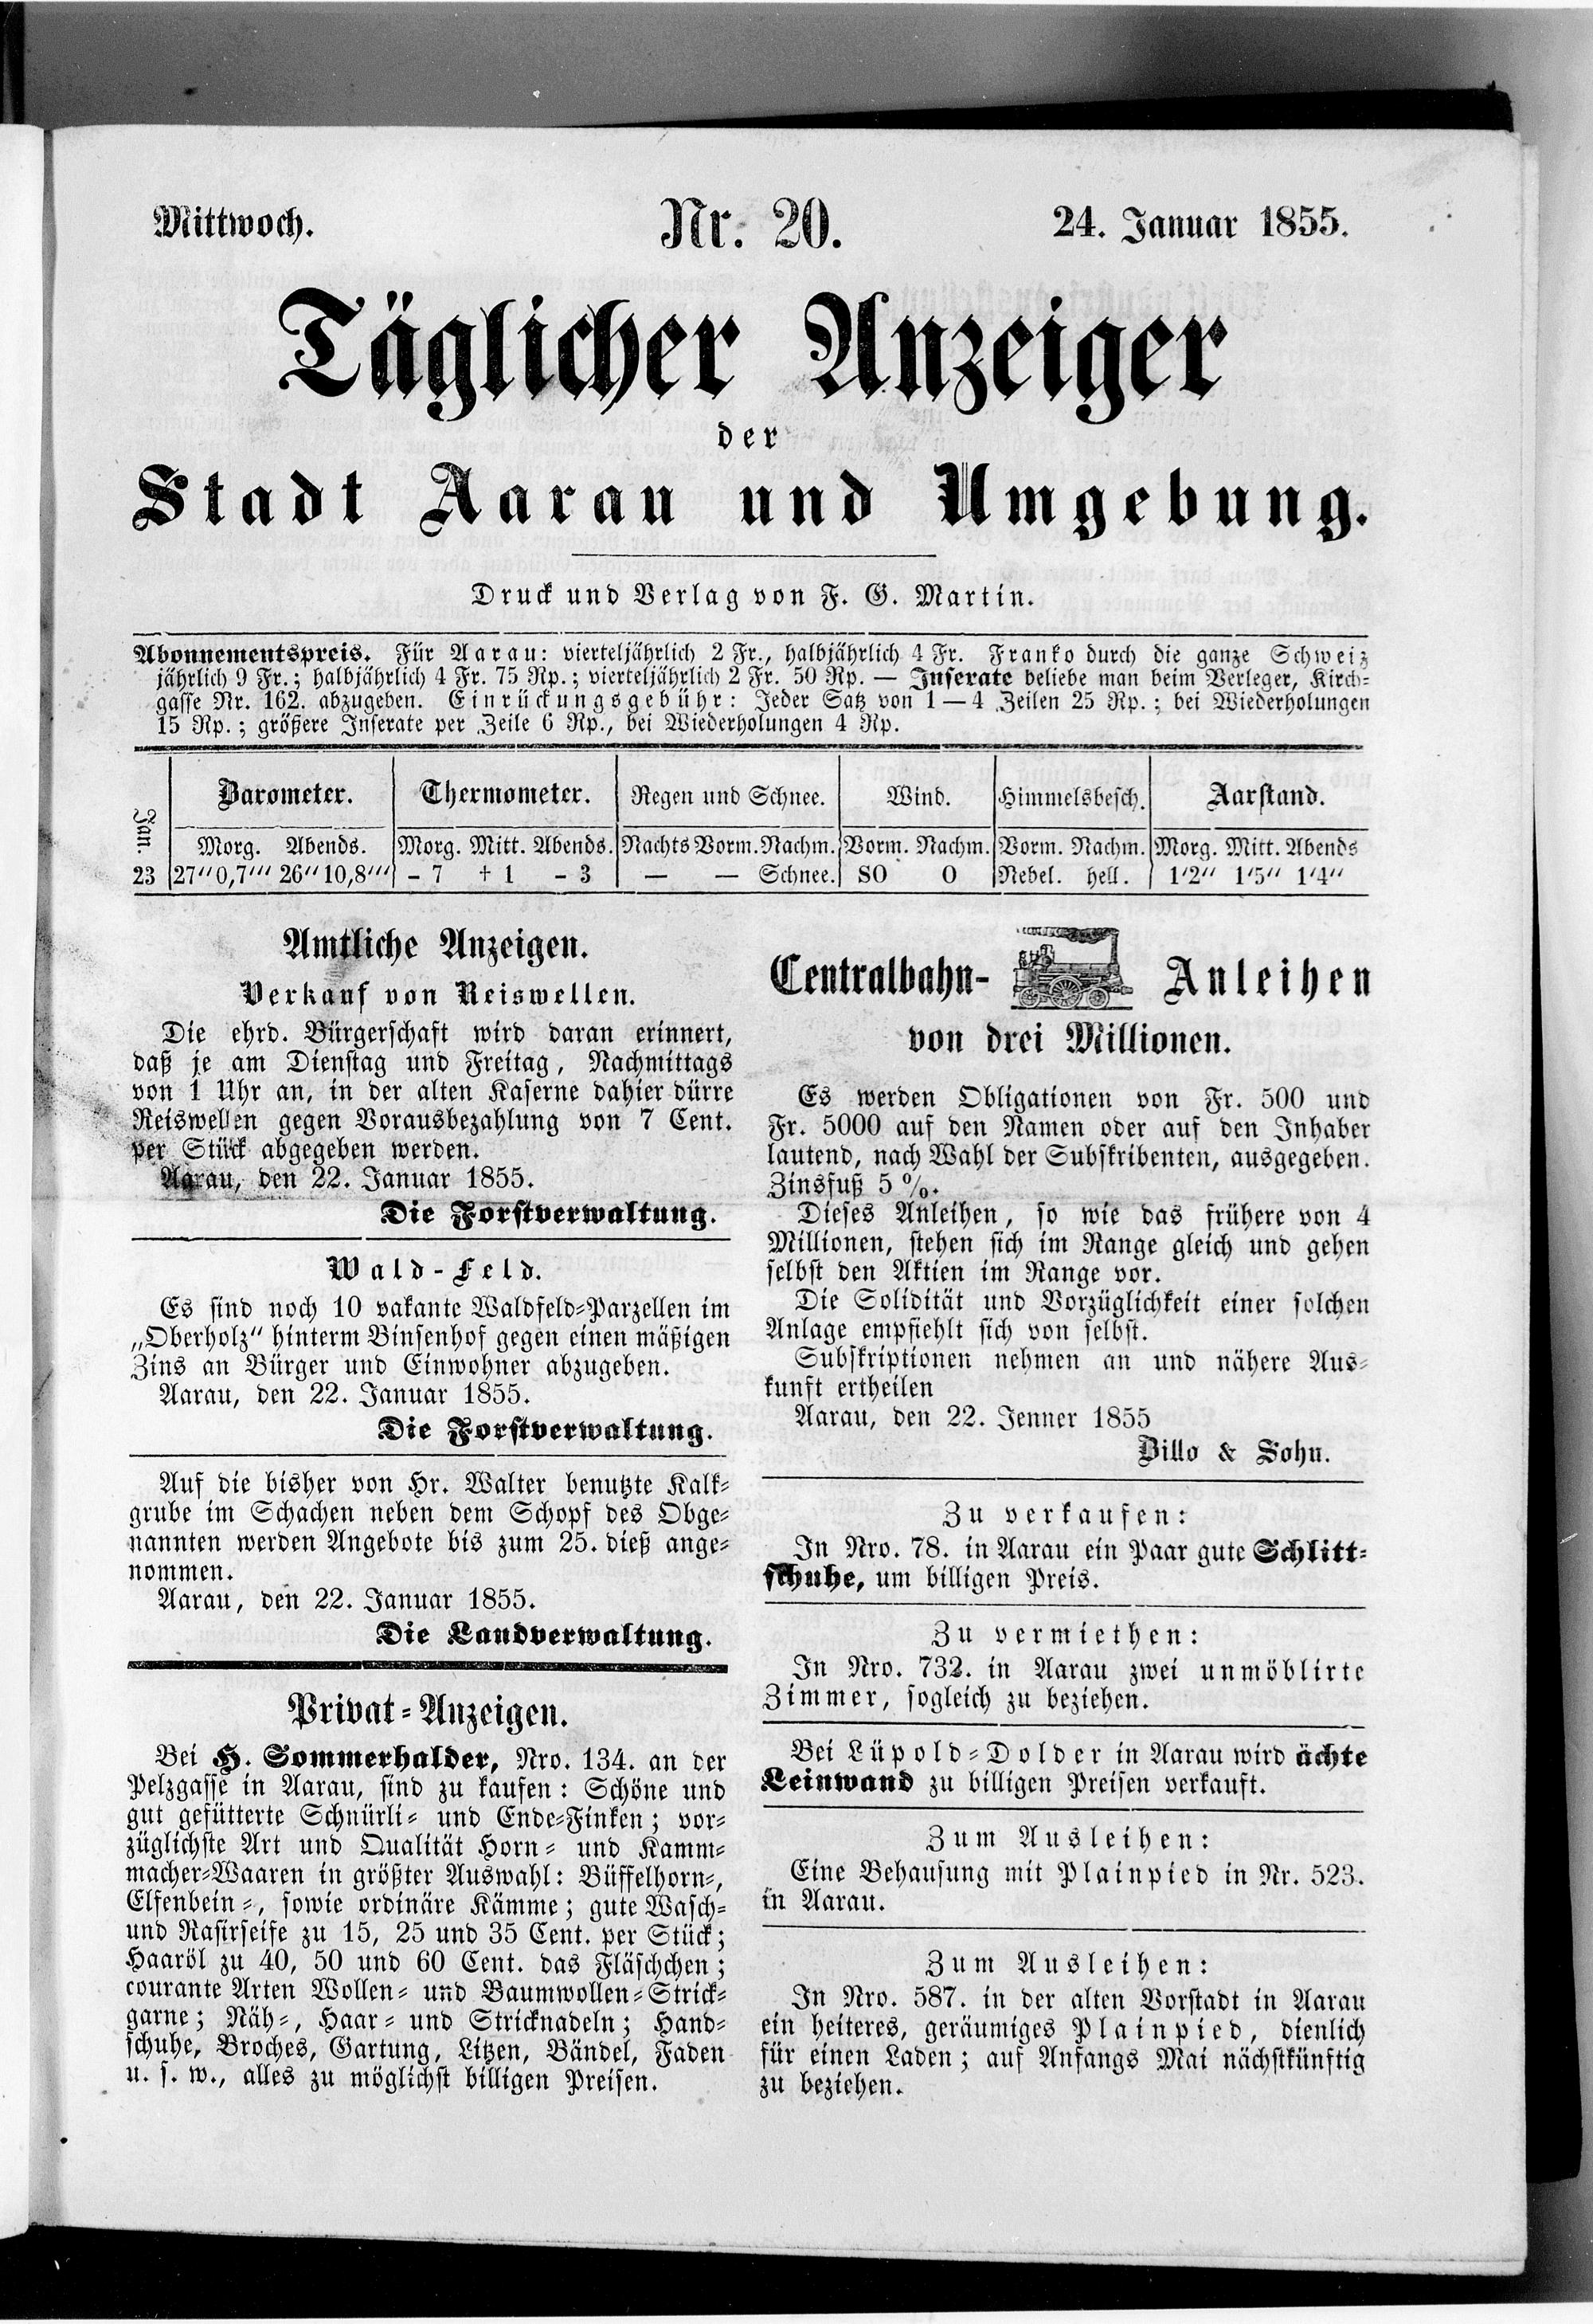 Mittwoch. Nr. 20. 24. Januar 1855.
Täglicher Anzeiger
der
Stadt Aarau und Umgebung.
Druck und Verlag von F. G. Martin.
Abonnementspreis. Für Aarau: vierteljährlich 2 Fr., halbjährlich 4 Fr. Franko durch die ganze Schweiz
jährlich 9 Fr.; halbjährlich 4 Fr. 75 Rp.; vierteljährlich 2 Fr. 50 Rp. — Inserate beliebe man beim Verleger, Kirch-
gasse Nr. 162. abzugeben. Einrückungsgebühr: Jeder Satz von 1—4 Zeilen 25 Rp.; bei Wiederholungen
15 Rp.; größere Inserate per Zeile 6 Rp., bei Wiederholungen 4 Rp.
Jan. Barometer. Thermometer. Regen und Schnee. Wind. Himmelsbesch. Aarstand.
Morg. Abends. Morg. Mitt. Abends. Nachts Vorm. Nachm. Vorm. Nachm. Vorm. Nachm. Morg. Mitt. Abends
23 27''0,7''' 26''10,8''' - 7 + 1 - 3 — — Schnee. SO O Nebel. hell. 1'2'' 1'5'' 1'4''
Amtliche Anzeigen.
Verkauf von Reiswellen.
Die ehrd. Bürgerschaft wird daran erinnert,
daß je am Dienstag und Freitag, Nachmittags
von 1 Uhr an, in der alten Kaserne dahier dürre
Reiswellen gegen Vorausbezahlung von 7 Cent.
per Stück abgegeben werden.
Aarau, den 22. Januar 1855.
Die Forstverwaltung.
Wald-Feld.
Es sind noch 10 vakante Waldfeld-Parzellen im
„Oberholz“ hinterm Binsenhof gegen einen mäßigen
Zins an Bürger und Einwohner abzugeben.
Aarau, den 22. Januar 1855.
Die Forstverwaltung.
Auf die bisher von Hr. Walter benutzte Kalk-
grube im Schachen neben dem Schopf des Obge-
nannten werden Angebote bis zum 25. dieß ange-
nommen.
Aarau, den 22. Januar 1855.
Die Landverwaltung.
Privat-Anzeigen.
Bei H. Sommerhalder, Nro. 134. an der
Pelzgasse in Aarau, sind zu kaufen: Schöne und
gut gefütterte Schnürli- und Ende-Finken; vor-
züglichste Art und Qualität Horn- und Kamm-
macher-Waaren in größter Auswahl: Büffelhorn-,
Elfenbein-, sowie ordinäre Kämme; gute Wasch-
und Rasirseife zu 15, 25 und 35 Cent. per Stück;
Haaröl zu 40, 50 und 60 Cent. das Fläschchen;
courante Arten Wollen- und Baumwollen-Strick-
garne; Näh-, Haar- und Stricknadeln; Hand-
schuhe, Broches, Gartung, Litzen, Bändel, Faden
u. s. w., alles zu möglichst billigen Preisen.
Centralbahn- Anleihen
von drei Millionen.
Es werden Obligationen von Fr. 500 und
Fr. 5000 auf den Namen oder auf den Inhaber
lautend, nach Wahl der Subskribenten, ausgegeben.
Zinsfuß 5 %.
Dieses Anleihen, so wie das frühere von 4
Millionen, stehen sich im Range gleich und gehen
selbst den Aktien im Range vor.
Die Solidität und Vorzüglichkeit einer solchen
Anlage empfiehlt sich von selbst.
Subskriptionen nehmen an und nähere Aus-
kunft ertheilen
Aarau, den 22. Jenner 1855
Billo & Sohn.
Zu verkaufen:
In Nro. 78. in Aarau ein Paar gute Schlitt-
schuhe, um billigen Preis.
Zu vermiethen:
In Nro. 732. in Aarau zwei unmöblirte
Zimmer, sogleich zu beziehen.
Bei Lüpold-Dolder in Aarau wird ächte
Leinwand zu billigen Preisen verkauft.
Zum Ausleihen:
Eine Behausung mit Plainpied in Nr. 523.
in Aarau.
Zum Ausleihen:
In Nro. 587. in der alten Vorstadt in Aarau
ein heiteres, geräumiges Plainpied, dienlich
für einen Laden; auf Anfangs Mai nächstkünftig
zu beziehen.